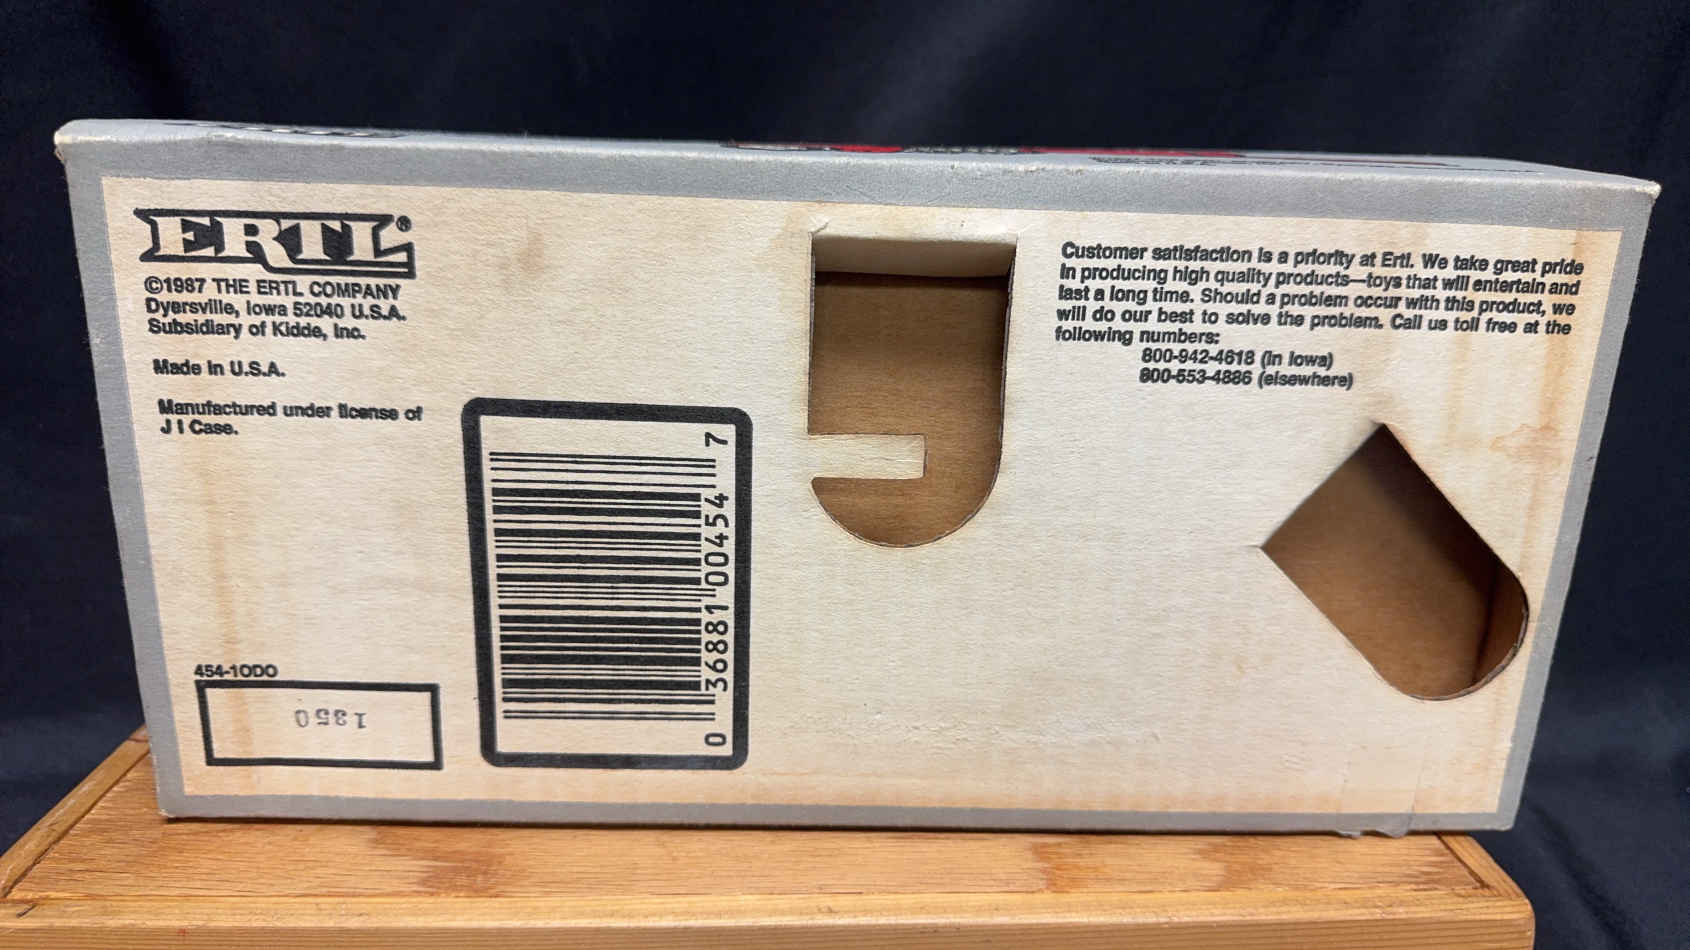 ERTL®
©1987 THE ERTL COMPANY
Dyersville, Iowa 52040 U.S.A.
Subsidiary of Kidde, Inc.
Made in U.S.A.
Manufactured under license of
J I Case.
454-1ODO
1350
0 36881 00454 7
Customer satisfaction is a priority at Ertl. We take great pride
in producing high quality products—toys that will entertain and
last a long time. Should a problem occur with this product, we
will do our best to solve the problem. Call us toll free at the
following numbers:
800-942-4618 (in Iowa)
800-553-4886 (elsewhere)